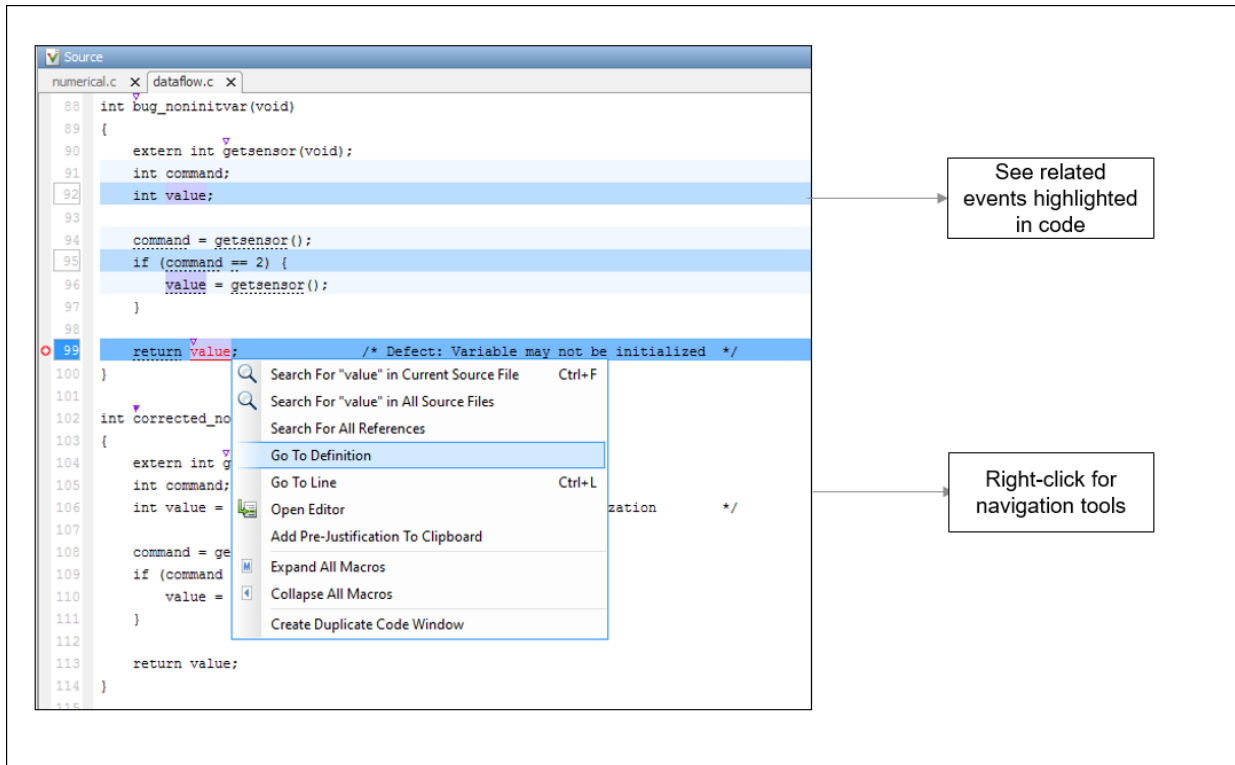 Source
numerical.c X dataflow.c X
88 int bug_noninitvar(void)
89 {
90 extern int getsensor(void);
91 int command;
92 int value;
93
94 command = getsensor();
95 if (command == 2) {
96 value = getsensor();
97 }
98
99 return value; /* Defect: Variable may not be initialized */
100 }
101
102 int corrected_no
103 {
104 extern int g
105 int command;
106 int value = zation */
107
108 command = ge
109 if (command
110 value =
111 }
112
113 return value;
114 }
115
Search For "value" in Current Source File Ctrl+F
Search For "value" in All Source Files
Search For All References
Go To Definition
Go To Line Ctrl+L
Open Editor
Add Pre-Justification To Clipboard
M Expand All Macros
Collapse All Macros
Create Duplicate Code Window
See related
events highlighted
in code
Right-click for
navigation tools